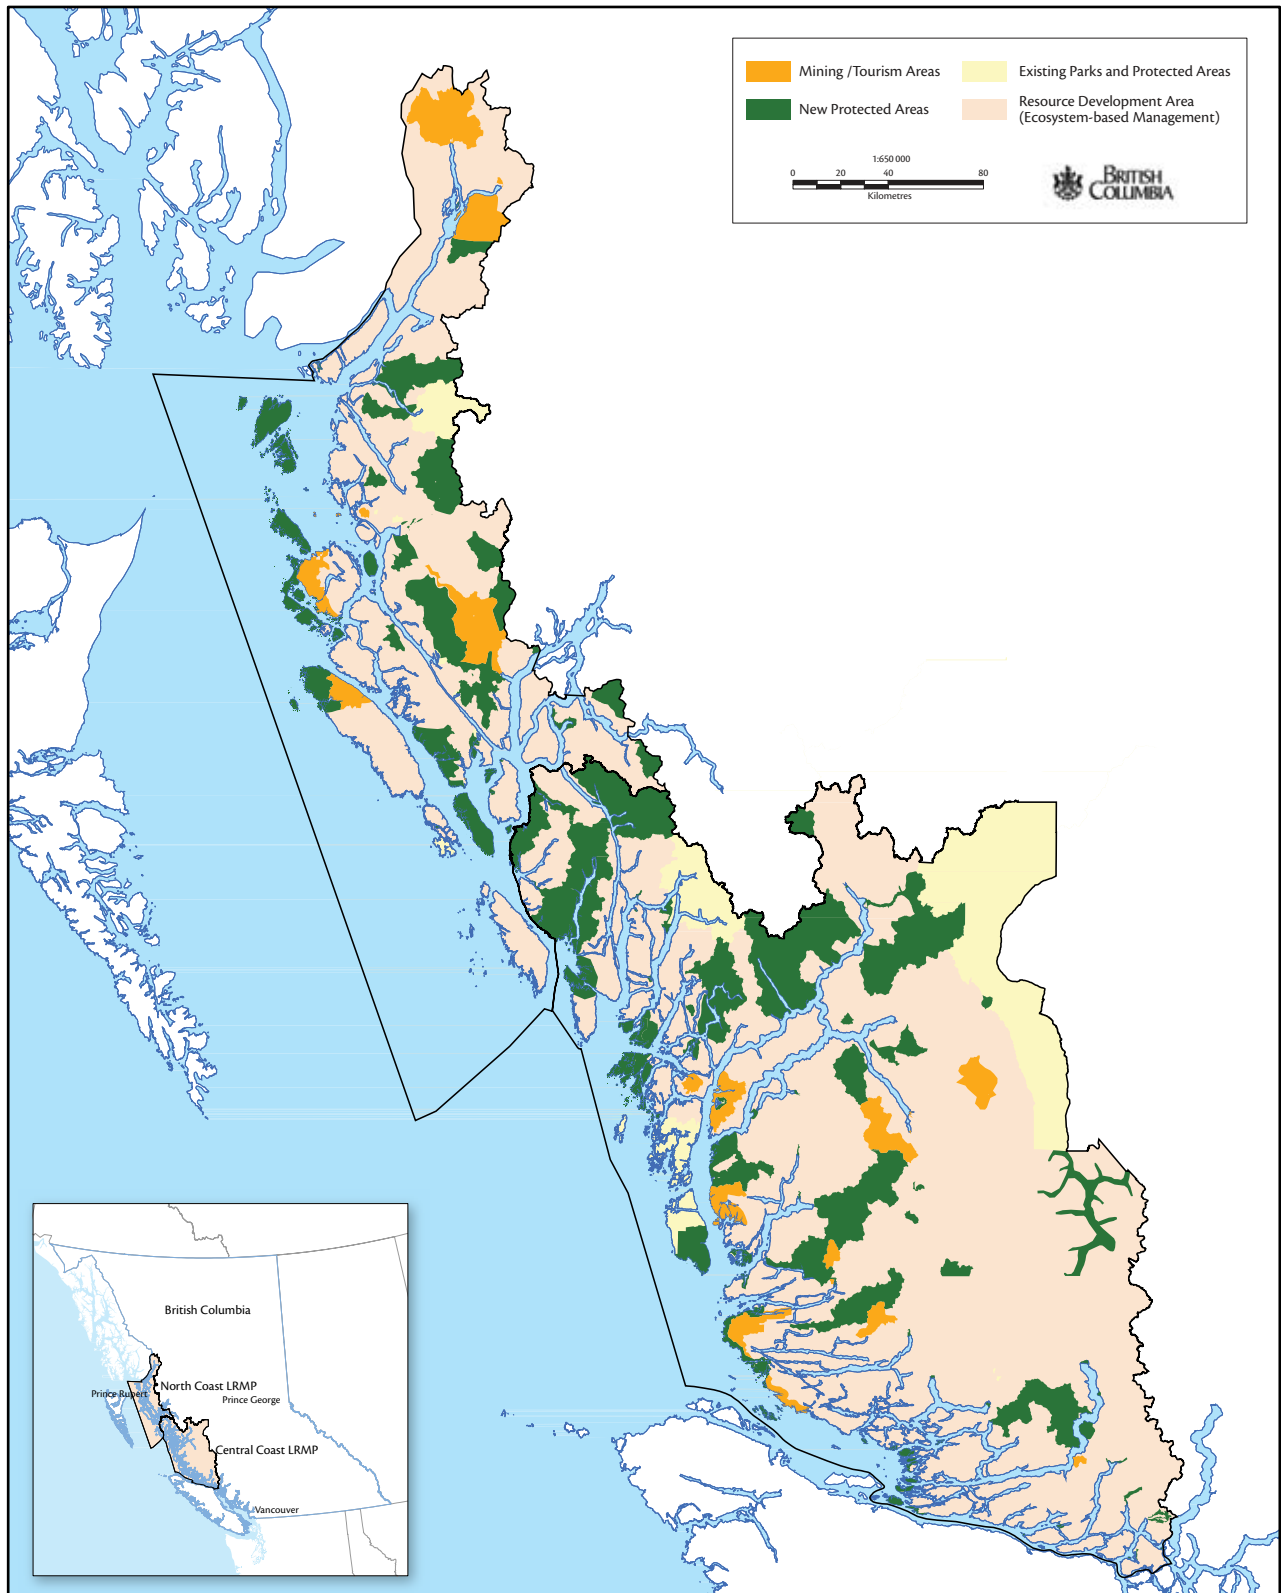 Mining /Tourism Areas
Existing Parks and Protected Areas
New Protected Areas
Resource Development Area
(Ecosystem-based Management)
1:650 000
0 20 40 80
Kilometres
BRITISH
COLUMBIA
British Columbia
North Coast LRMP
Prince Rupert
Prince George
Central Coast LRMP
Vancouver